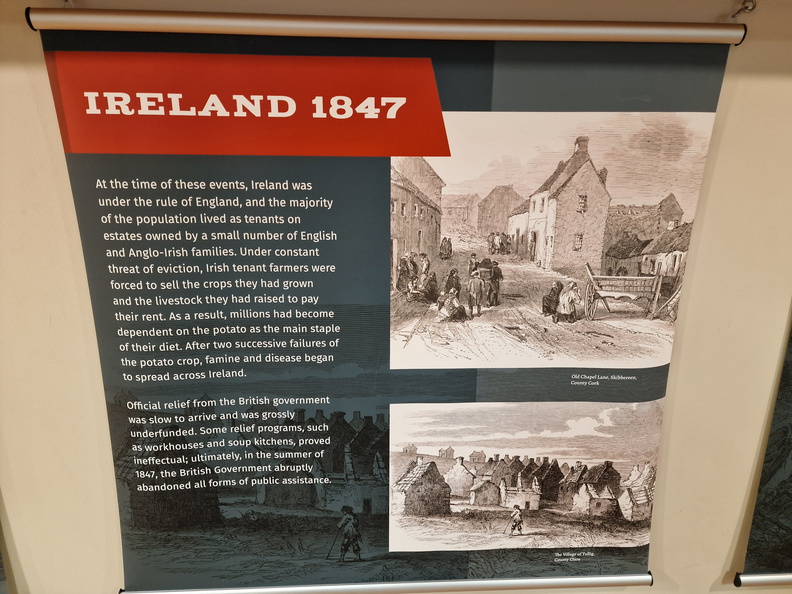 IRELAND 1847
At the time of these events, Ireland was
under the rule of England, and the majority
of the population lived as tenants on
estates owned by a small number of English
and Anglo-Irish families. Under constant
threat of eviction, Irish tenant farmers were
forced to sell the crops they had grown
and the livestock they had raised to pay
their rent. As a result, millions had become
dependent on the potato as the main staple
of their diet. After two successive failures of
the potato crop, famine and disease began
to spread across Ireland.
Official relief from the British government
was slow to arrive and was grossly
underfunded. Some relief programs, such
as workhouses and soup kitchens, proved
ineffectual; ultimately, in the summer of
1847, the British Government abruptly
abandoned all forms of public assistance.
Old Chapel Lane, Skibbereen,
County Cork
The Village of Tullig,
County Clare